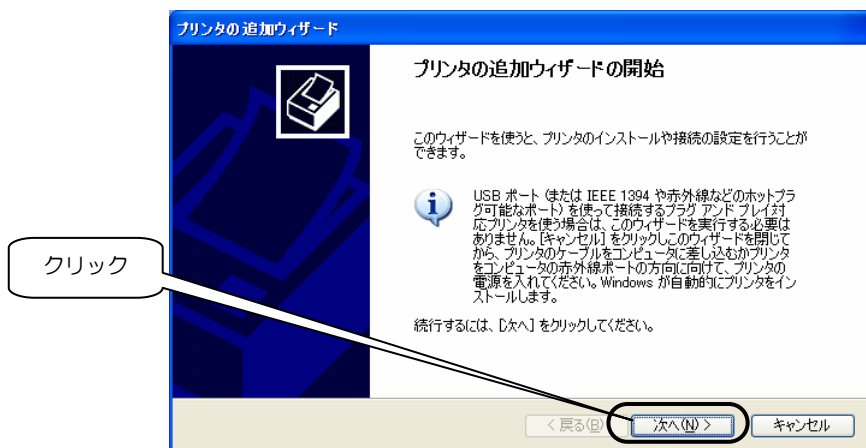 プリンタの追加ウィザード
プリンタの追加ウィザードの開始
このウィザードを使うと、プリンタのインストールや接続の設定を行うことが
できます。
USB ポート (または IEEE 1394 や赤外線などのホットプラ
グ可能なポート) を使って接続するプラグ アンド プレイ対
応プリンタを使う場合は、このウィザードを実行する必要は
ありません。[キャンセル] をクリックしこのウィザードを閉じて
から、プリンタのケーブルをコンピュータに差し込むかプリンタ
をコンピュータの赤外線ポートの方向に向けて、プリンタの
電源を入れてください。Windows が自動的にプリンタをイン
ストールします。
クリック
続行するには、[次へ] をクリックしてください。
< 戻る(B)
次へ(N) >
キャンセル